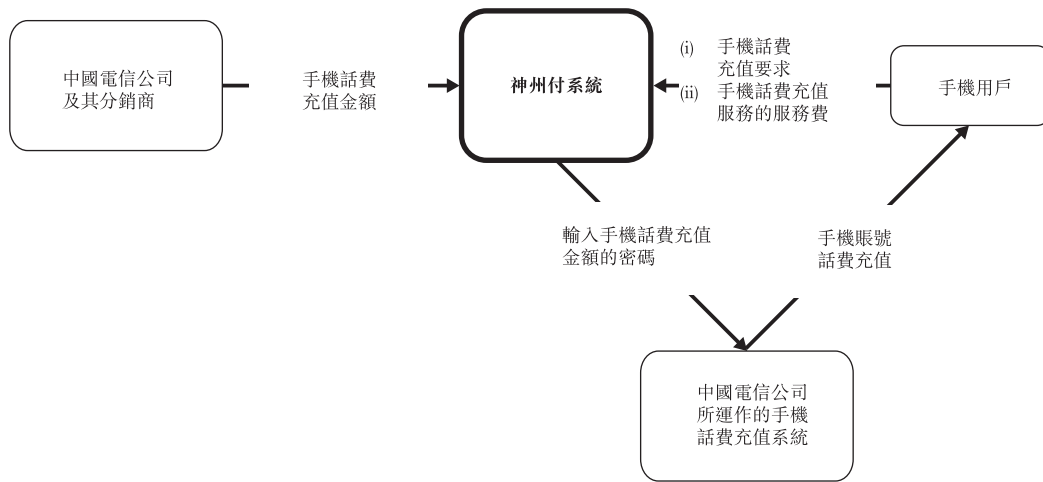 中國電信公司
及其分銷商
手機話費
充值金額
神州付系統
(i) 手機話費
充值要求
(ii) 手機話費充值
服務的服務費
手機用戶
輸入手機話費充值
金額的密碼
手機賬號
話費充值
中國電信公司
所運作的手機
話費充值系統